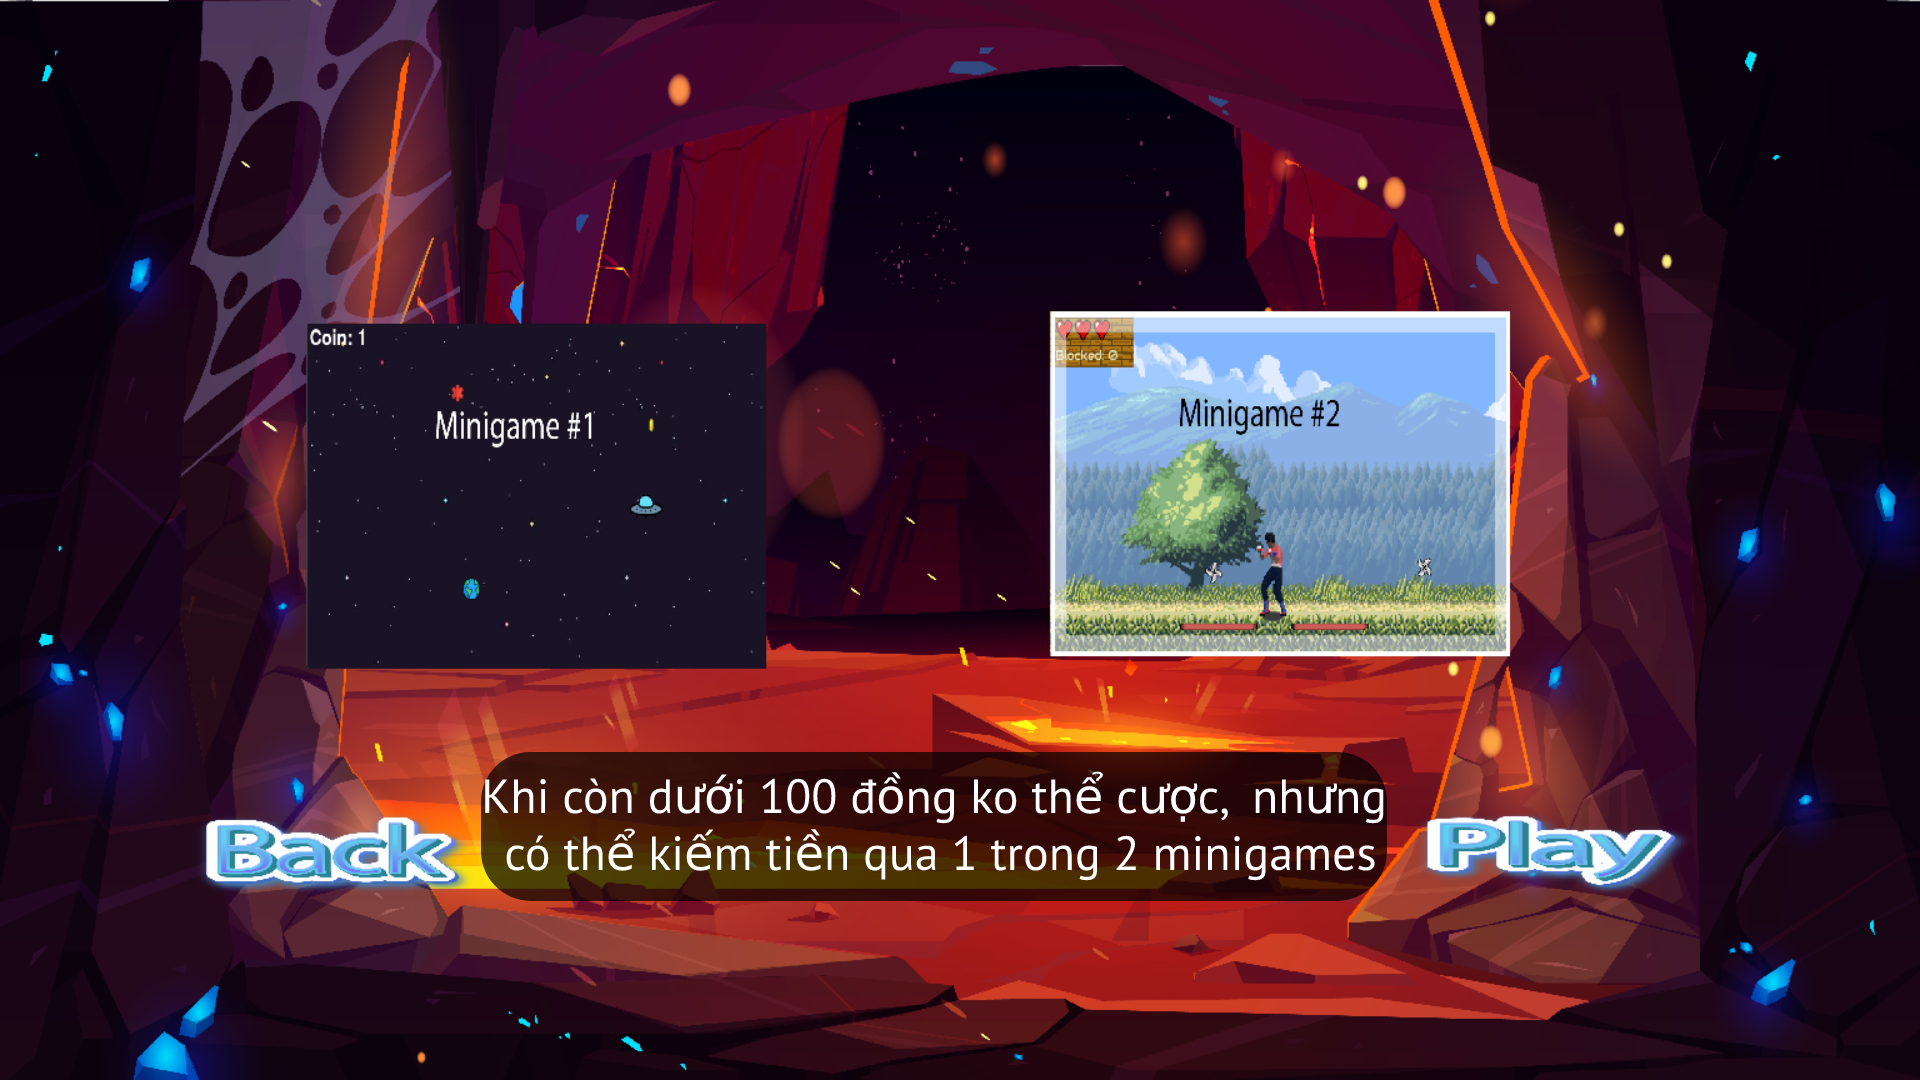 Coin: 1
Minigame #1
Blocked: 0
Minigame #2
Khi còn dưới 100 đồng ko thể cược, nhưng
có thể kiếm tiền qua 1 trong 2 minigames
Back
Play